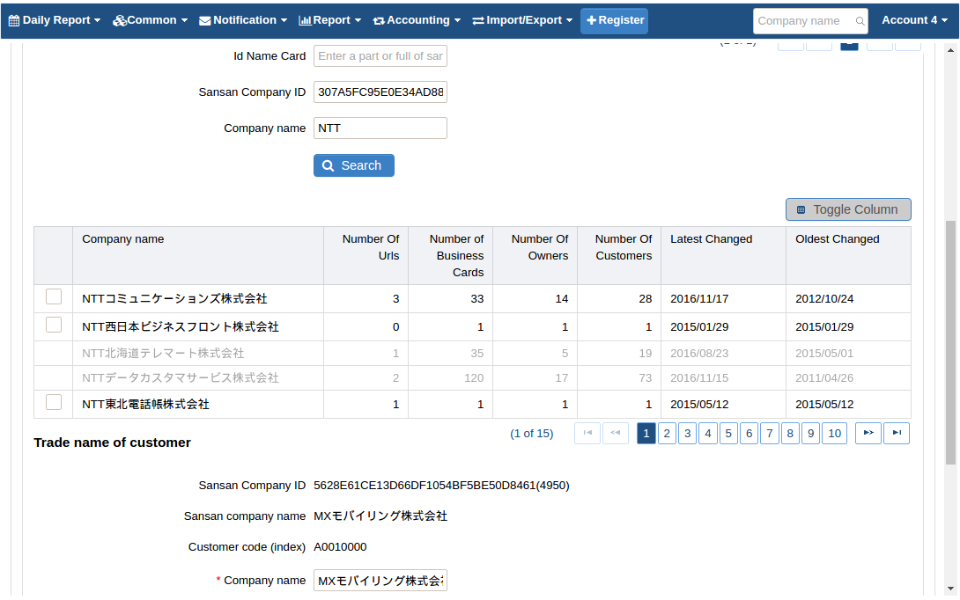 Daily Report Common Notification Report Accounting Import/Export Register Company name Account 4
Id Name Card Enter a part or full of sar
Sansan Company ID 307A5FC95E0E34AD88
Company name NTT
Search
Toggle Column
Company name Number Of Urls Number of Business Cards Number Of Owners Number Of Customers Latest Changed Oldest Changed
NTTコミュニケーションズ株式会社 3 33 14 28 2016/11/17 2012/10/24
NTT西日本ビジネスフロント株式会社 0 1 1 1 2015/01/29 2015/01/29
NTT北海道テレマート株式会社 1 35 5 19 2016/08/23 2015/05/01
NTTデータカスタマサービス株式会社 2 120 17 73 2016/11/15 2011/04/26
NTT東北電話帳株式会社 1 1 1 1 2015/05/12 2015/05/12
(1 of 15) 1 2 3 4 5 6 7 8 9 10
Trade name of customer
Sansan Company ID 5628E61CE13D66DF1054BF5BE50D8461(4950)
Sansan company name MXモバイリング株式会社
Customer code (index) A0010000
* Company name MXモバイリング株式会